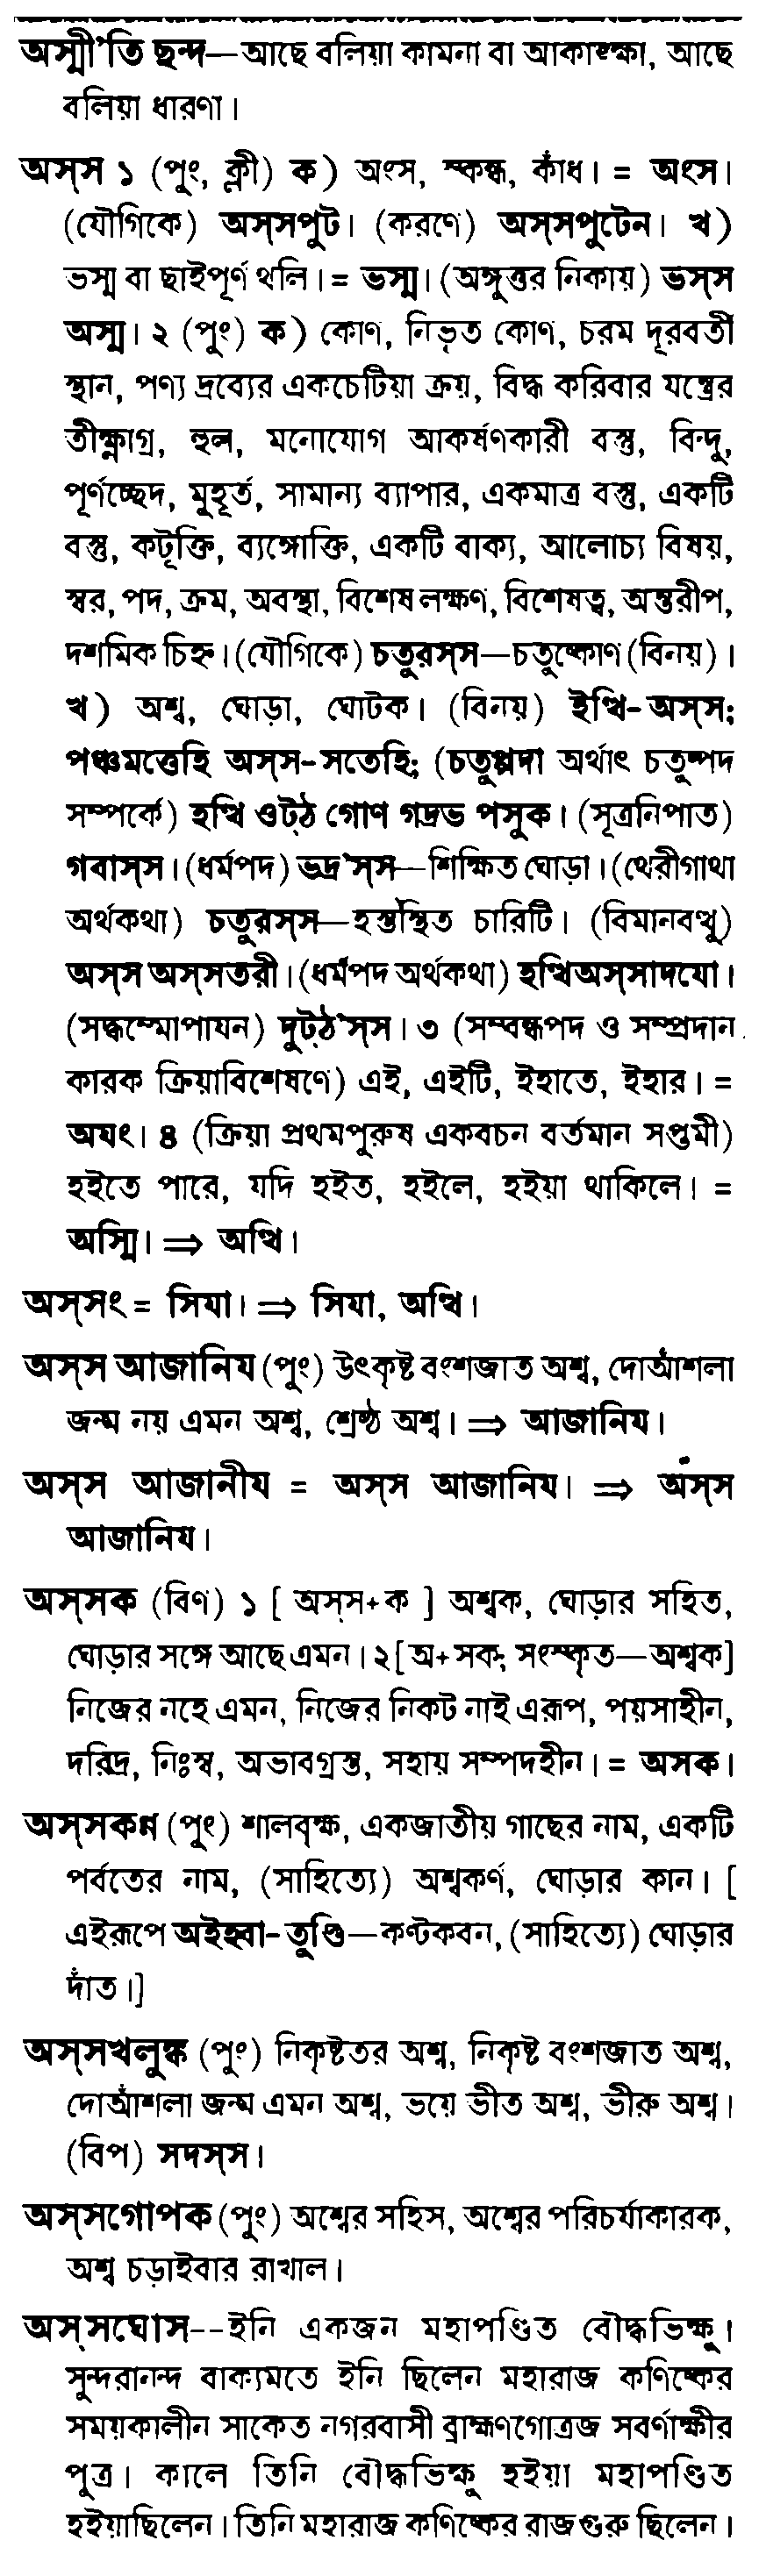 অস্মী'তি ছন্দ—আছে বলিয়া কামনা বা আকাঙ্ক্ষা, আছে
বলিয়া ধারণা।
অস্‌স ১ (পুং, ক্লী) ক) অংস, স্কন্ধ, কাঁধ। = অংস।
(যৌগিকে) অস্‌সপুট। (করণে) অস্‌সপুটেন। খ)
ভস্ম বা ছাইপূর্ণ থলি। = ভস্ম। (অঙ্গুত্তর নিকায়) ভস্‌স
অস্ম। ২ (পুং) ক) কোণ, নিভৃত কোণ, চরম দূরবর্তী
স্থান, পণ্য দ্রব্যের একচেটিয়া ক্রয়, বিদ্ধ করিবার যন্ত্রের
তীক্ষ্ণাগ্র, হুল, মনোযোগ আকর্ষণকারী বস্তু, বিন্দু,
পূর্ণচ্ছেদ, মুহূর্ত, সামান্য ব্যাপার, একমাত্র বস্তু, একটি
বস্তু, কটূক্তি, ব্যঙ্গোক্তি, একটি বাক্য, আলোচ্য বিষয়,
স্বর, পদ, ক্রম, অবস্থা, বিশেষ লক্ষণ, বিশেষত্ব, অন্তরীপ,
দশমিক চিহ্ন। (যৌগিকে) চতুরস্‌স—চতুষ্কোণ (বিনয়)।
খ) অশ্ব, ঘোড়া, ঘোটক। (বিনয়) ইত্থি-অস্‌স;
পঞ্চমত্তেহি অস্‌স-সতেহি; (চতুপ্পদা অর্থাৎ চতুষ্পদ
সম্পর্কে) হত্থি ওট্‌ঠ গোণ গদ্রভ পসুক। (সূত্রনিপাত)
গবাস্‌স। (ধর্মপদ) ভদ্র'স্‌স—শিক্ষিত ঘোড়া। (থেরীগাথা
অর্থকথা) চতুরস্‌স—হস্তস্থিত চারিটি। (বিমানবত্থু)
অস্‌স অস্‌সতরী। (ধর্মপদ অর্থকথা) হত্থিঅস্‌সাদযো।
(সদ্ধম্মোপাযন) দুট্‌ঠ'স্‌স। ৩ (সম্বন্ধপদ ও সম্প্রদান
কারক ক্রিয়াবিশেষণে) এই, এইটি, ইহাতে, ইহার। =
অযং। ৪ (ক্রিয়া প্রথমপুরুষ একবচন বর্তমান সপ্তমী)
হইতে পারে, যদি হইত, হইলে, হইয়া থাকিলে। =
অস্মি। ⇒ অত্থি।
অস্‌সং = সিযা। ⇒ সিযা, অত্থি।
অস্‌স আজানিয (পুং) উৎকৃষ্ট বংশজাত অশ্ব, দোআঁশলা
জন্ম নয় এমন অশ্ব, শ্রেষ্ঠ অশ্ব। ⇒ আজানিয।
অস্‌স আজানীয = অস্‌স আজানিয। ⇒ অস্‌স
আজানিয।
অস্‌সক (বিণ) ১ [ অস্‌স+ক ] অশ্বক, ঘোড়ার সহিত,
ঘোড়ার সঙ্গে আছে এমন। ২ [অ+সক; সংস্কৃত—অশ্বক]
নিজের নহে এমন, নিজের নিকট নাই এরূপ, পয়সাহীন,
দরিদ্র, নিঃস্ব, অভাবগ্রস্ত, সহায় সম্পদহীন। = অসক।
অস্‌সকণ্ন (পুং) শালবৃক্ষ, একজাতীয় গাছের নাম, একটি
পর্বতের নাম, (সাহিত্যে) অশ্বকর্ণ, ঘোড়ার কান। [
এইরূপে অইহ্বা-তুণ্ডি—কণ্টকবন, (সাহিত্যে) ঘোড়ার
দাঁত।]
অস্‌সখলুঙ্ক (পুং) নিকৃষ্টতর অশ্ব, নিকৃষ্ট বংশজাত অশ্ব,
দোআঁশলা জন্ম এমন অশ্ব, ভয়ে ভীত অশ্ব, ভীরু অশ্ব।
(বিপ) সদস্‌স।
অস্‌সগোপক (পুং) অশ্বের সহিস, অশ্বের পরিচর্যাকারক,
অশ্ব চড়াইবার রাখাল।
অস্‌সঘোস--ইনি একজন মহাপণ্ডিত বৌদ্ধভিক্ষু।
সুন্দরানন্দ বাক্যমতে ইনি ছিলেন মহারাজ কণিষ্কের
সময়কালীন সাকেত নগরবাসী ব্রাহ্মণগোত্রজ সবর্ণাক্ষীর
পুত্র। কালে তিনি বৌদ্ধভিক্ষু হইয়া মহাপণ্ডিত
হইয়াছিলেন। তিনি মহারাজ কণিষ্কের রাজগুরু ছিলেন।